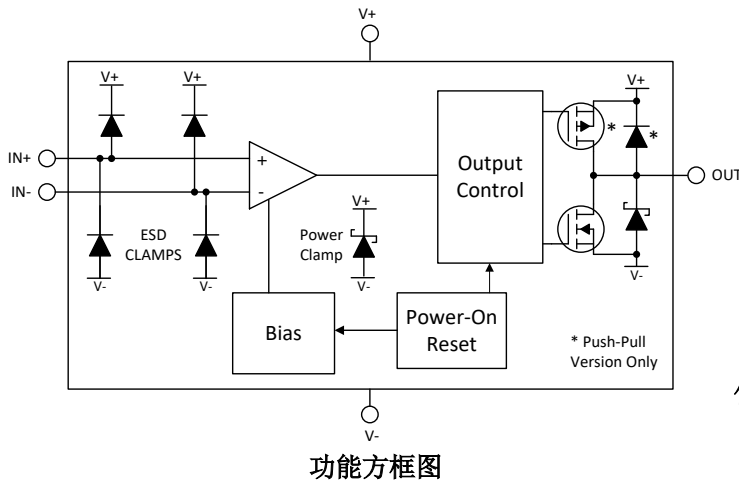 V+
V+
V+
V+
*
*
IN+
IN-
+
-
Output
Control
OUT
ESD
CLAMPS
V+
Power
Clamp
V-
V-
V-
V-
Bias
Power-On
Reset
* Push-Pull
Version Only
V-
功能方框图